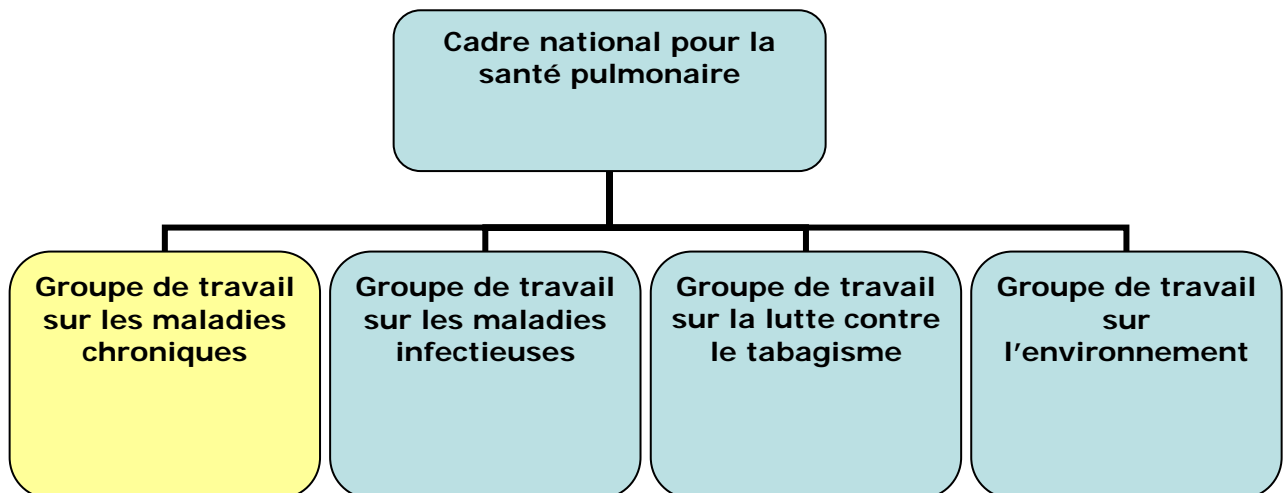 Cadre national pour la
santé pulmonaire
Groupe de travail
sur les maladies
chroniques
Groupe de travail
sur les maladies
infectieuses
Groupe de travail
sur la lutte contre
le tabagisme
Groupe de travail
sur
l’environnement